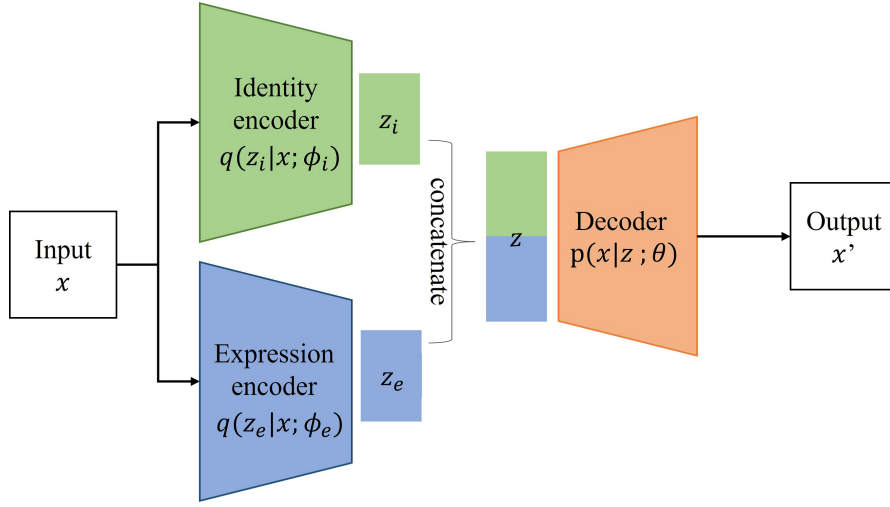 Input
x
Identity
encoder
q(z_i|x; ϕ_i)
z_i
Expression
encoder
q(z_e|x; ϕ_e)
z_e
concatenate
z
Decoder
p(x|z ; θ)
Output
x’